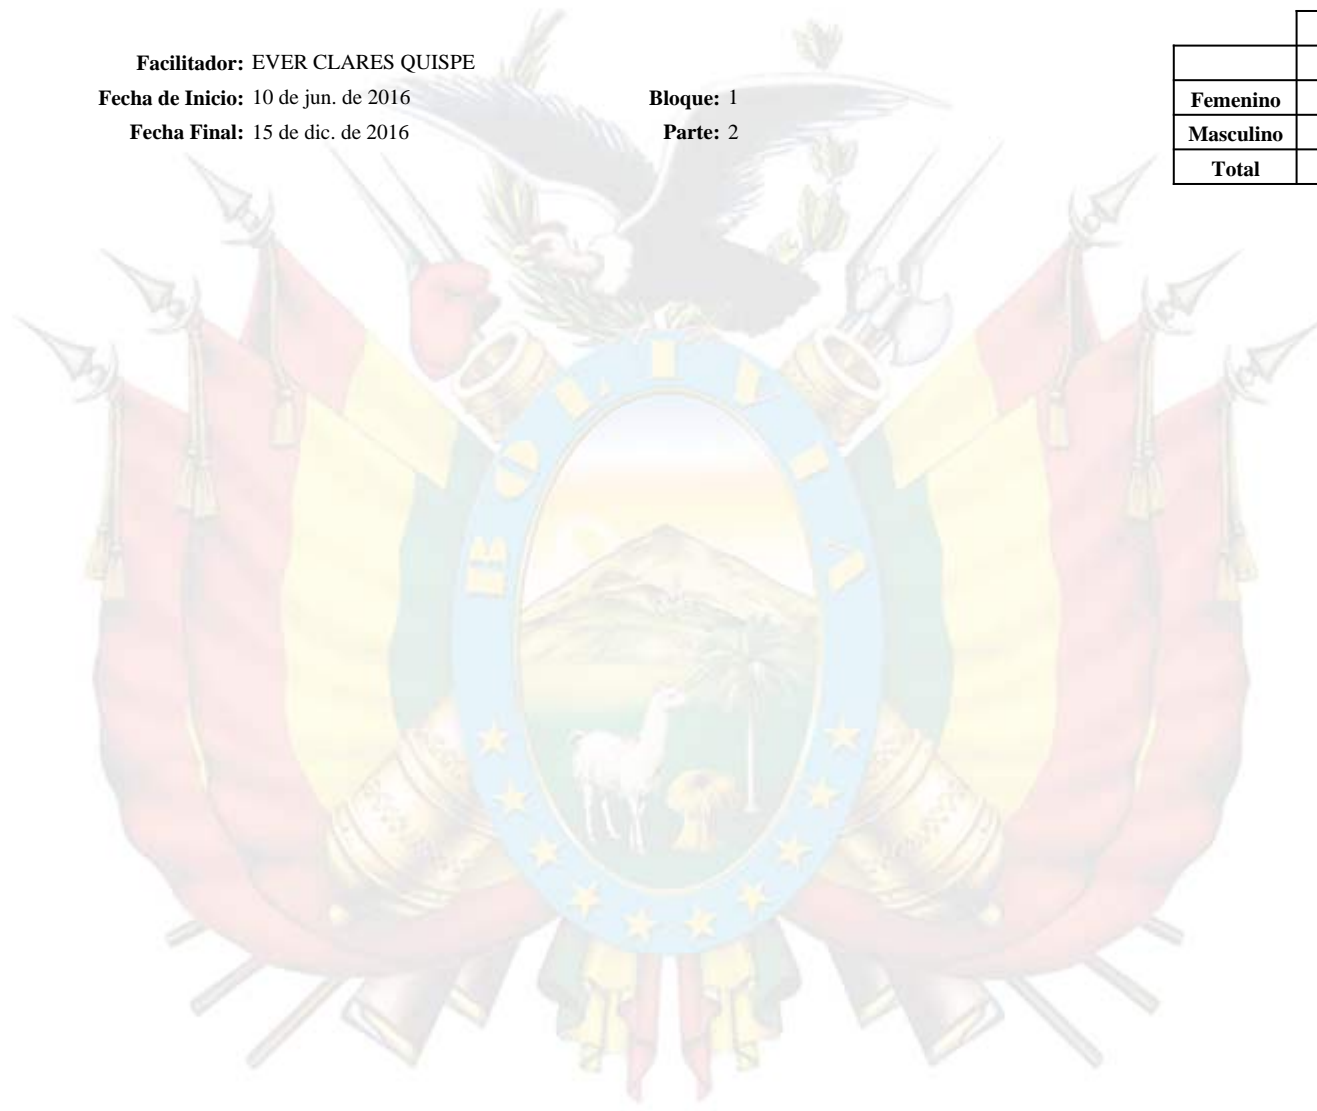 Facilitador: EVER CLARES QUISPE
Fecha de Inicio: 10 de jun. de 2016 Bloque: 1
Fecha Final: 15 de dic. de 2016 Parte: 2
Femenino
Masculino
Total
BOLIVIA